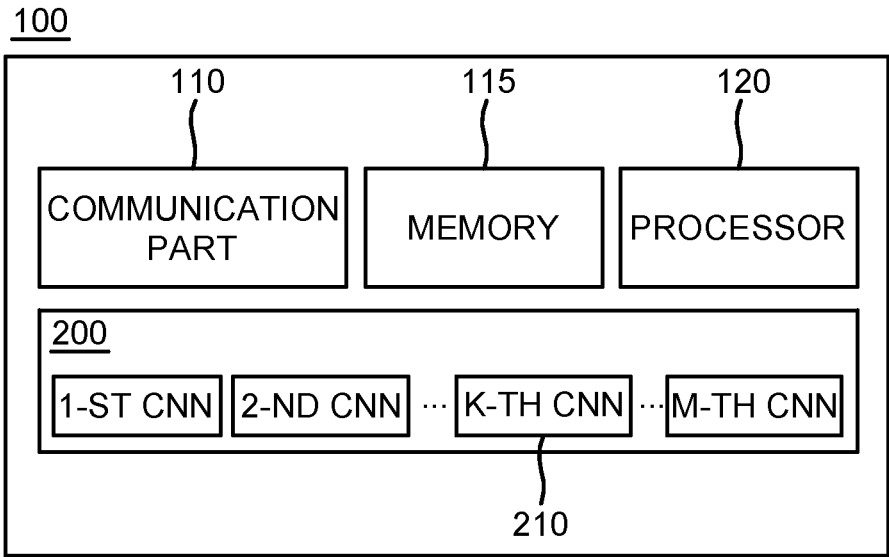 100
110
115
120
COMMUNICATION
PART
MEMORY
PROCESSOR
200
1-ST CNN
2-ND CNN
...
K-TH CNN
...
M-TH CNN
210